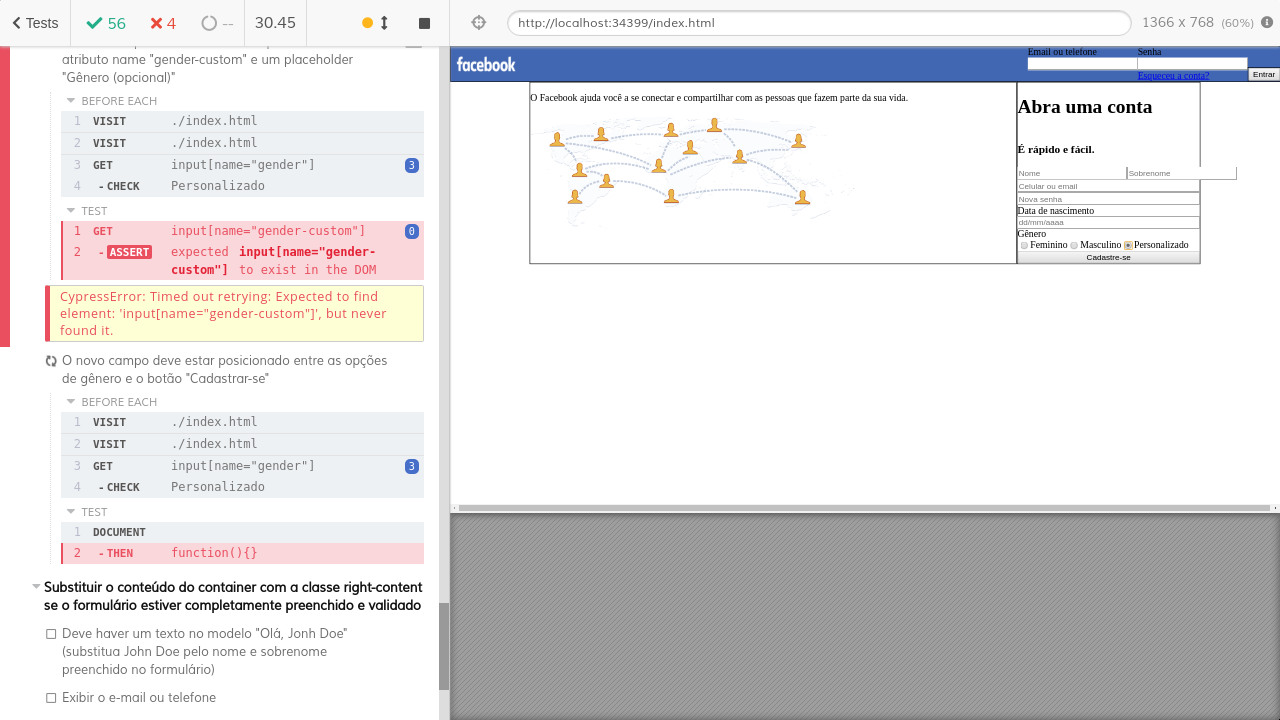 Tests 56 4 -- 30.45
http://localhost:34399/index.html
1366 x 768 (60%)
atributo name "gender-custom" e um placeholder
"Gênero (opcional)"
BEFORE EACH
1 VISIT ./index.html
2 VISIT ./index.html
3 GET input[name="gender"] 3
4 - CHECK Personalizado
TEST
1 GET input[name="gender-custom"] 0
2 - ASSERT expected input[name="gender-
custom"] to exist in the DOM
CypressError: Timed out retrying: Expected to find
element: 'input[name="gender-custom"]', but never
found it.
O novo campo deve estar posicionado entre as opções
de gênero e o botão "Cadastrar-se"
BEFORE EACH
1 VISIT ./index.html
2 VISIT ./index.html
3 GET input[name="gender"] 3
4 - CHECK Personalizado
TEST
1 DOCUMENT
2 - THEN function(){}
Substituir o conteúdo do container com a classe right-content
se o formulário estiver completamente preenchido e validado
Deve haver um texto no modelo "Olá, Jonh Doe"
(substitua John Doe pelo nome e sobrenome
preenchido no formulário)
Exibir o e-mail ou telefone
facebook
Email ou telefone Senha
Esqueceu a conta? Entrar
O Facebook ajuda você a se conectar e compartilhar com as pessoas que fazem parte da sua vida.
Abra uma conta
É rápido e fácil.
Nome Sobrenome
Celular ou email
Nova senha
Data de nascimento
dd/mm/aaaa
Gênero
Feminino Masculino Personalizado
Cadastre-se